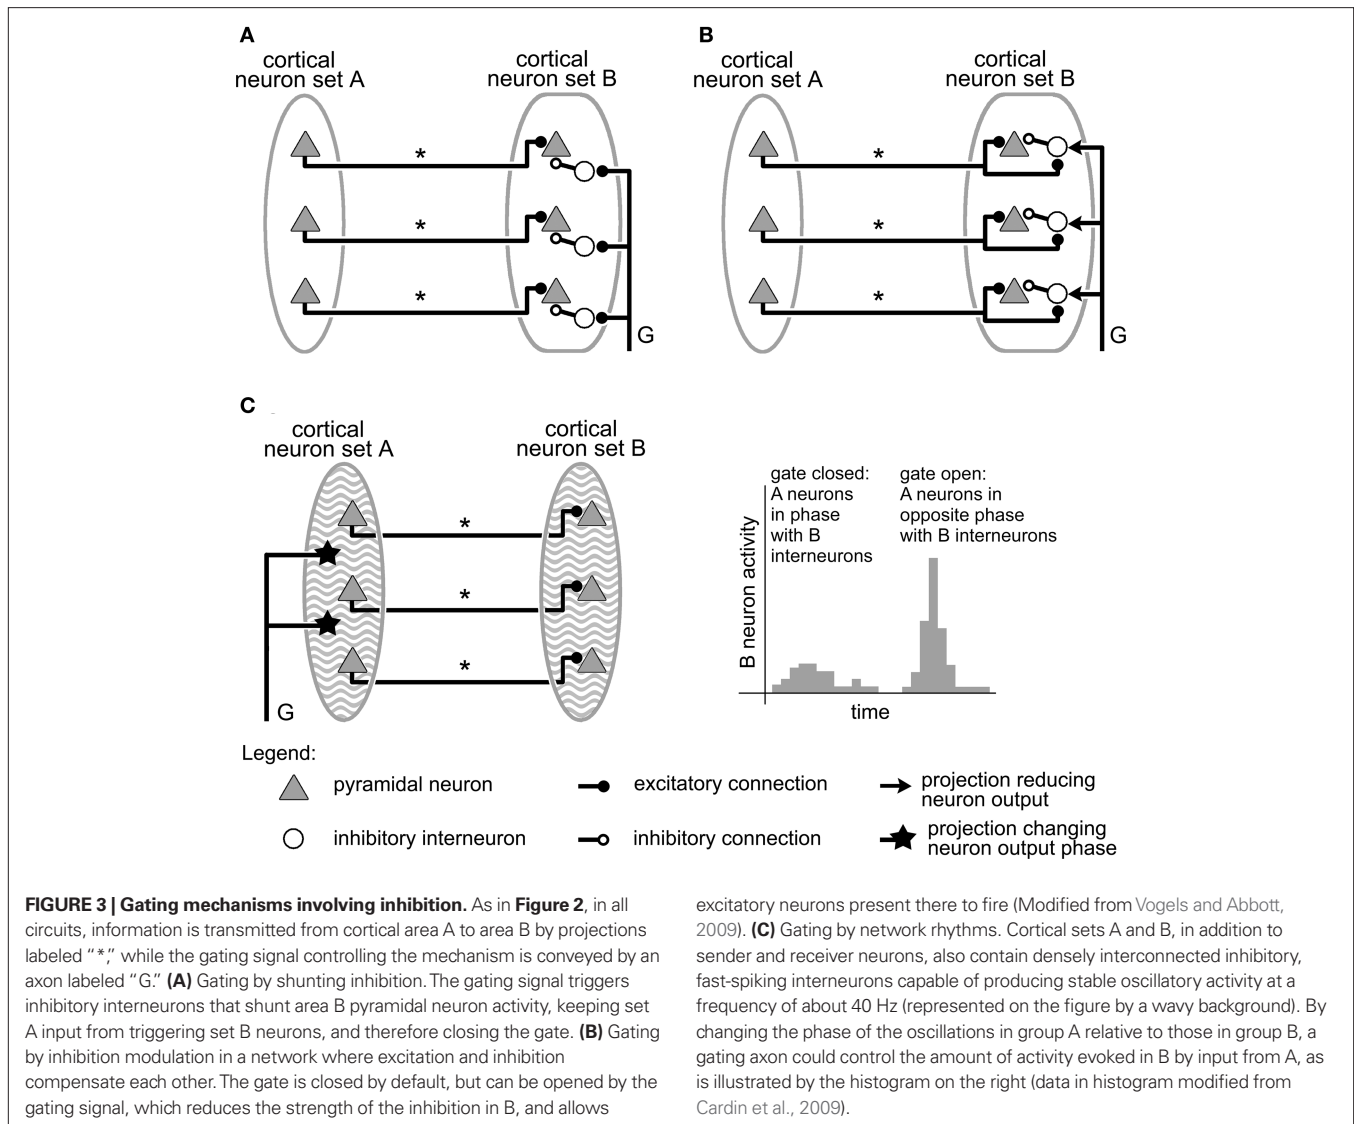 A
cortical
neuron set A
cortical
neuron set B
*
*
*
G
B
cortical
neuron set A
cortical
neuron set B
*
*
*
G
C
cortical
neuron set A
cortical
neuron set B
*
*
*
G
gate closed:
A neurons
in phase
with B
interneurons
gate open:
A neurons in
opposite phase
with B interneurons
B neuron activity
time
Legend:
pyramidal neuron
excitatory connection
projection reducing
neuron output
inhibitory interneuron
inhibitory connection
projection changing
neuron output phase
FIGURE 3 | Gating mechanisms involving inhibition. As in Figure 2, in all
circuits, information is transmitted from cortical area A to area B by projections
labeled “*,” while the gating signal controlling the mechanism is conveyed by an
axon labeled “G.” (A) Gating by shunting inhibition. The gating signal triggers
inhibitory interneurons that shunt area B pyramidal neuron activity, keeping set
A input from triggering set B neurons, and therefore closing the gate. (B) Gating
by inhibition modulation in a network where excitation and inhibition
compensate each other. The gate is closed by default, but can be opened by the
gating signal, which reduces the strength of the inhibition in B, and allows
excitatory neurons present there to fire (Modified from Vogels and Abbott,
2009). (C) Gating by network rhythms. Cortical sets A and B, in addition to
sender and receiver neurons, also contain densely interconnected inhibitory,
fast-spiking interneurons capable of producing stable oscillatory activity at a
frequency of about 40 Hz (represented on the figure by a wavy background). By
changing the phase of the oscillations in group A relative to those in group B, a
gating axon could control the amount of activity evoked in B by input from A, as
is illustrated by the histogram on the right (data in histogram modified from
Cardin et al., 2009).